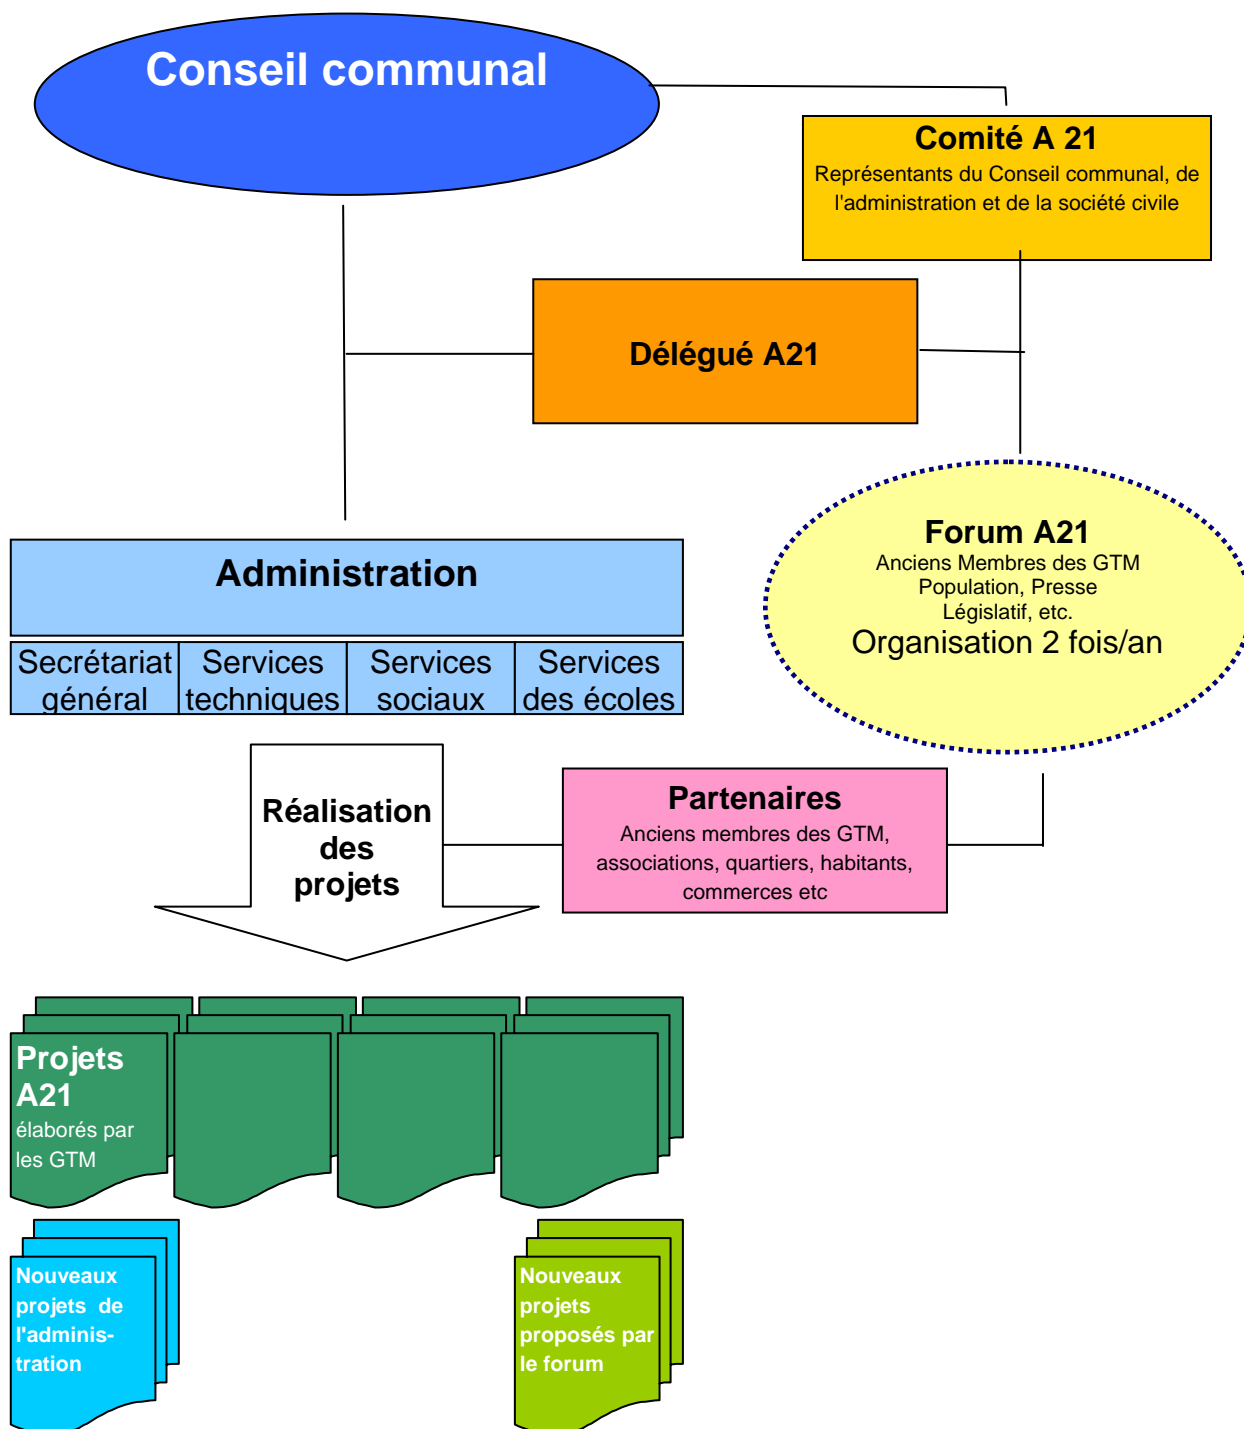 Conseil communal
Comité A 21
Représentants du Conseil communal, de
l'administration et de la société civile
Délégué A21
Forum A21
Anciens Membres des GTM
Population, Presse
Législatif, etc.
Organisation 2 fois/an
Administration
Secrétariat
général
Services
techniques
Services
sociaux
Services
des écoles
Réalisation
des
projets
Partenaires
Anciens membres des GTM,
associations, quartiers, habitants,
commerces etc
Projets
A21
élaborés par
les GTM
Nouveaux
projets de
l'adminis-
tration
Nouveaux
projets
proposés par
le forum